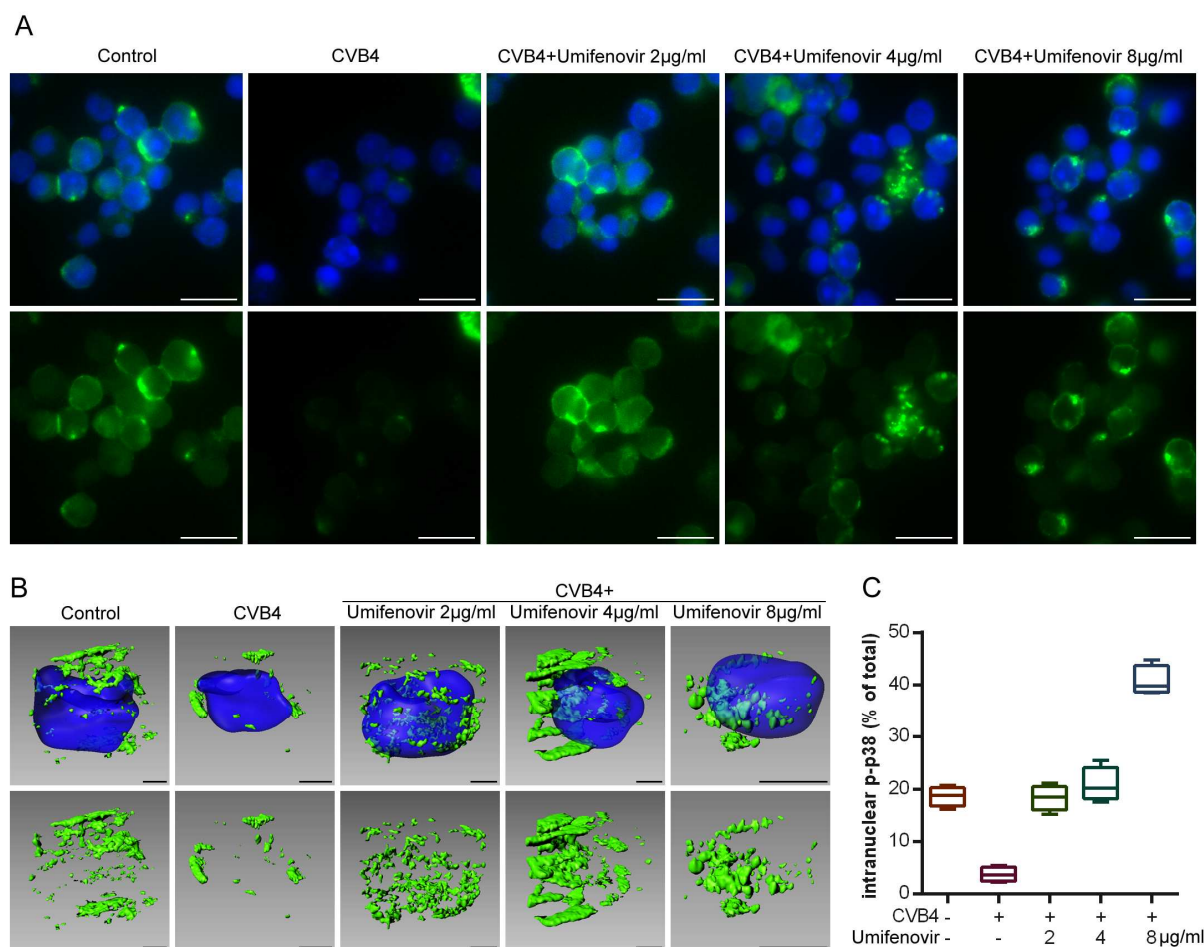 A
Control CVB4 CVB4+Umifenovir 2µg/ml CVB4+Umifenovir 4µg/ml CVB4+Umifenovir 8µg/ml
B
CVB4+
Control CVB4 Umifenovir 2µg/ml Umifenovir 4µg/ml Umifenovir 8µg/ml
C
intranuclear p-p38 (% of total)
50
40
30
20
10
0
CVB4 - + + + +
Umifenovir - - 2 4 8 µg/ml